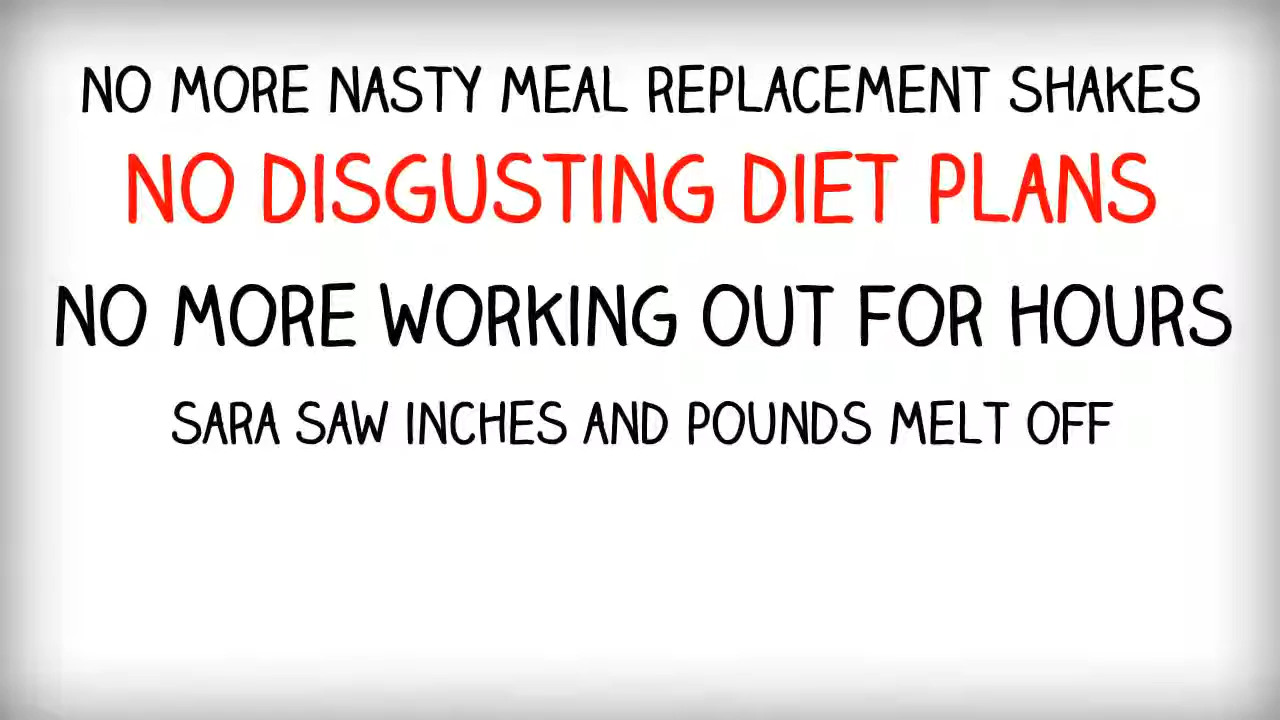 NO MORE NASTY MEAL REPLACEMENT SHAKES
NO DISGUSTING DIET PLANS
NO MORE WORKING OUT FOR HOURS
SARA SAW INCHES AND POUNDS MELT OFF